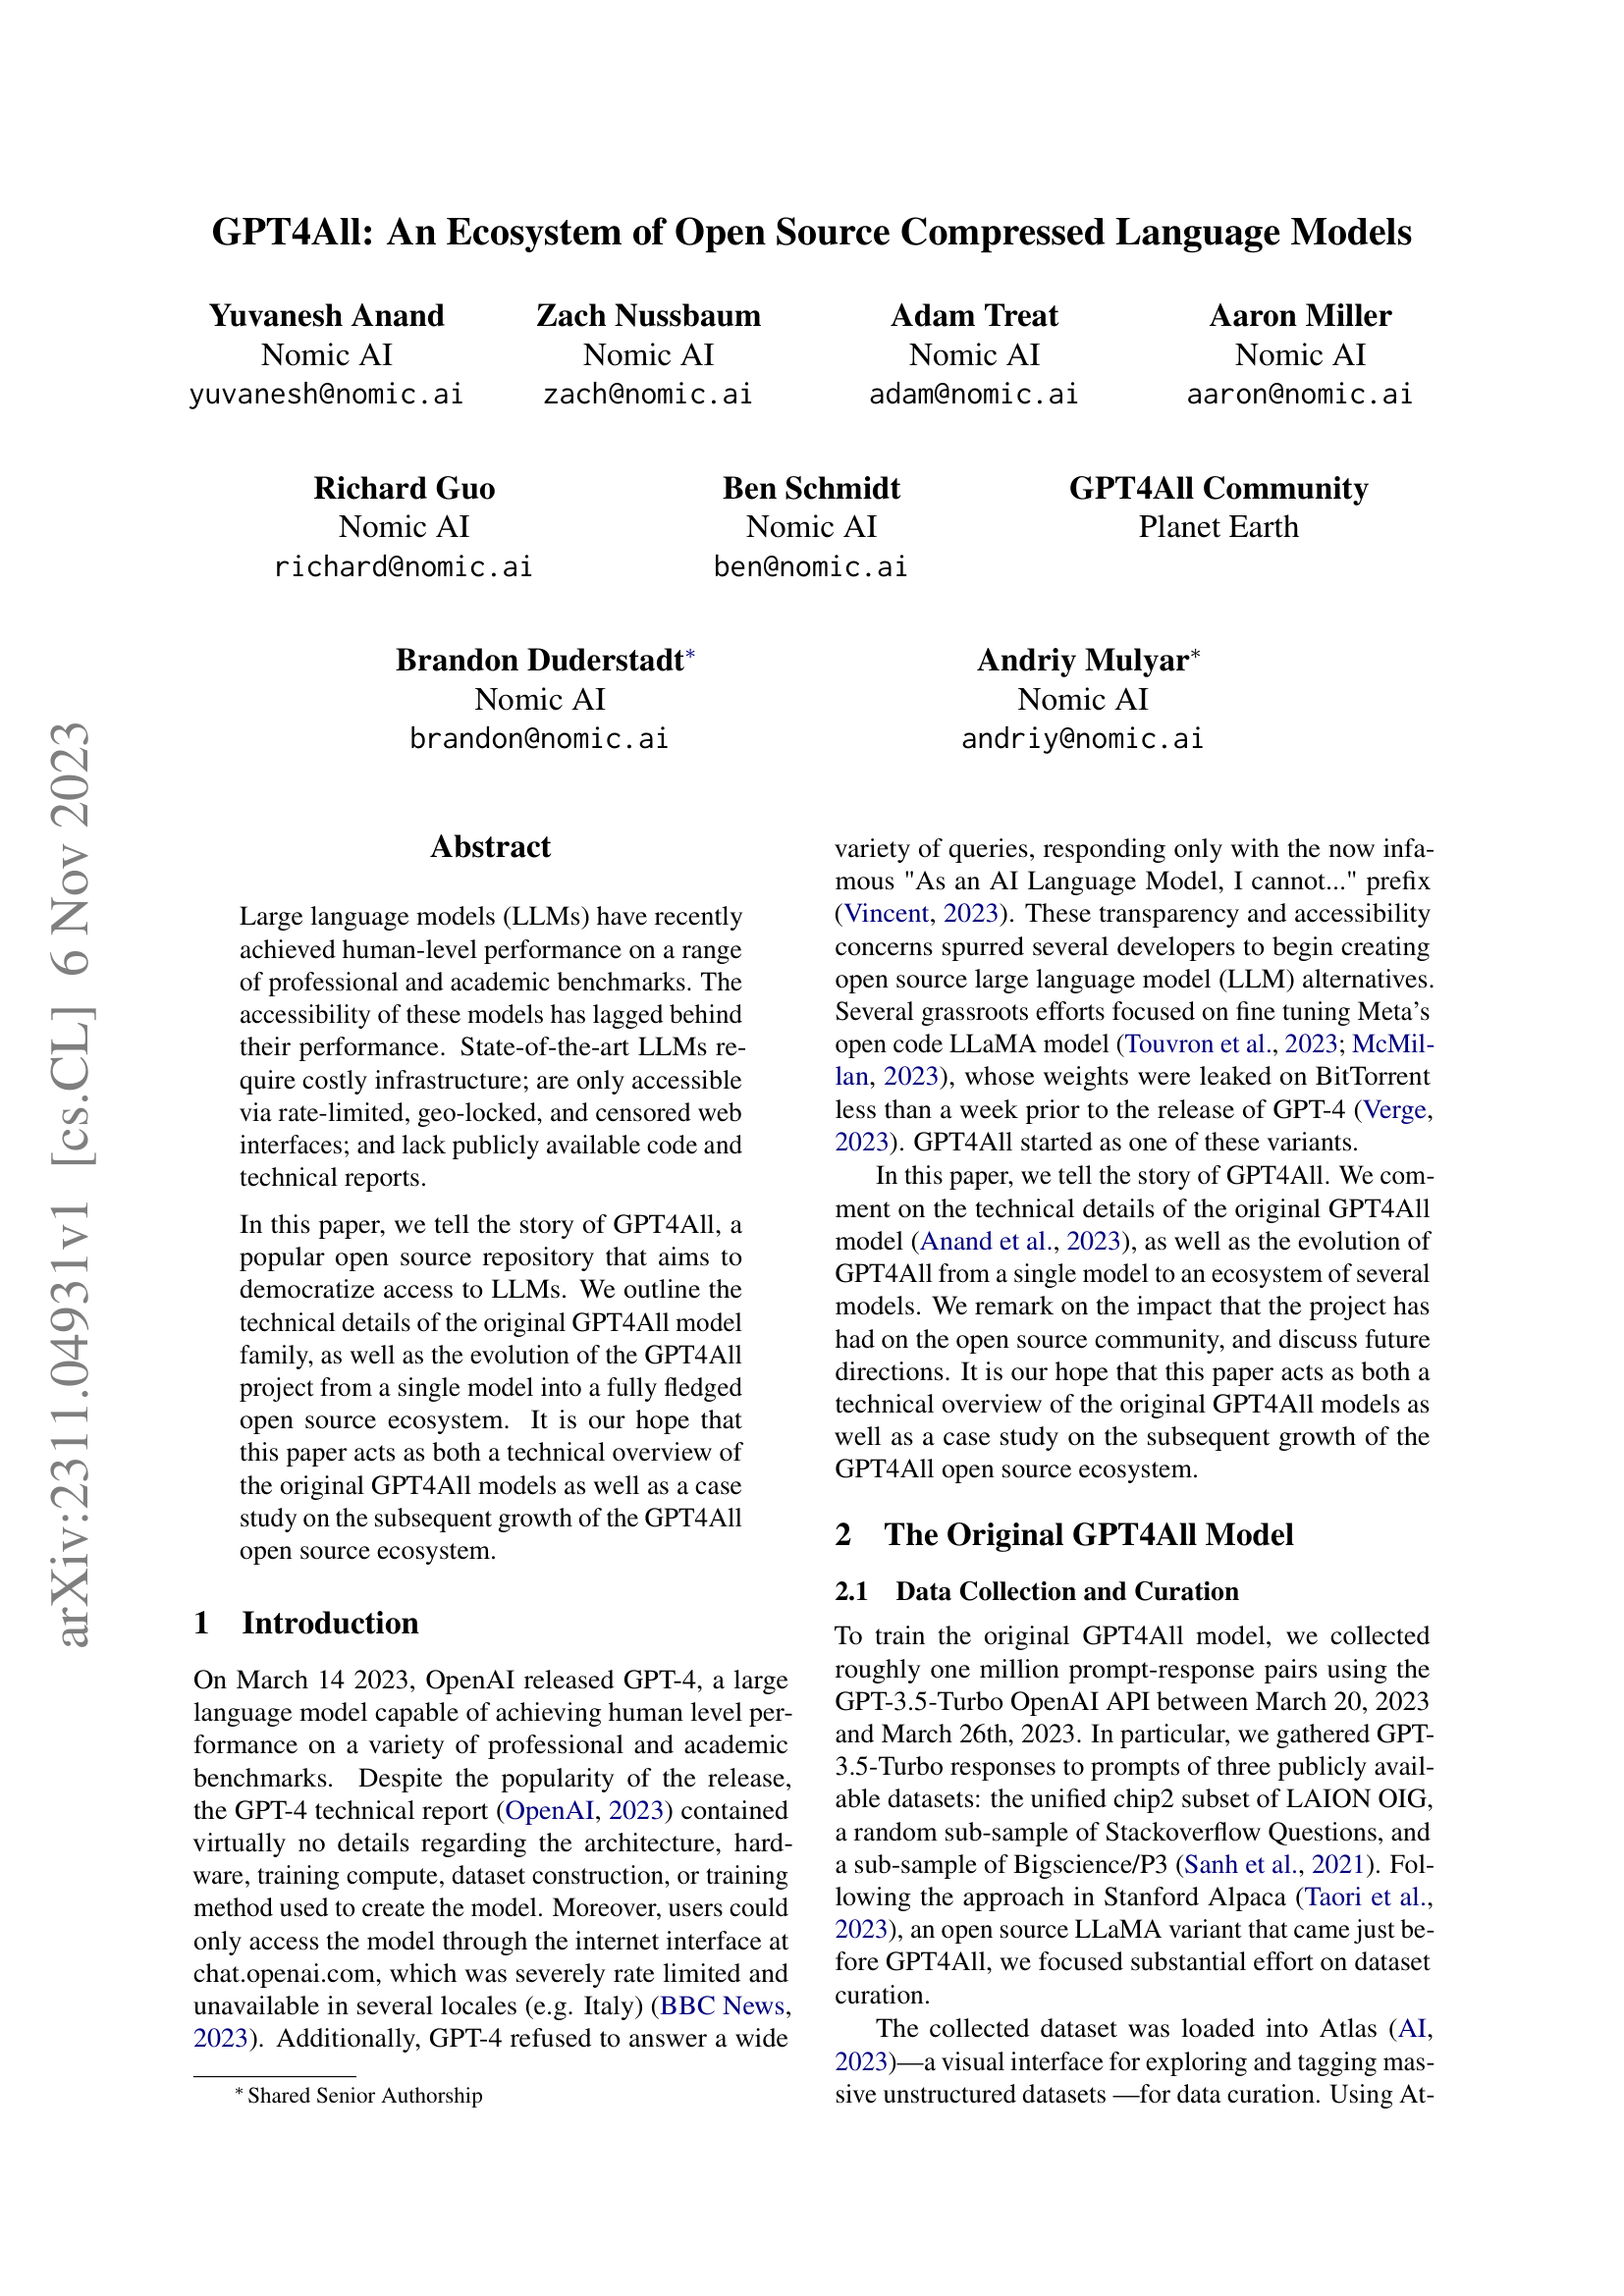 GPT4All: An Ecosystem of Open Source Compressed Language Models
Yuvanesh Anand
Nomic AI
yuvanesh@nomic.ai
Zach Nussbaum
Nomic AI
zach@nomic.ai
Adam Treat
Nomic AI
adam@nomic.ai
Aaron Miller
Nomic AI
aaron@nomic.ai
Richard Guo
Nomic AI
richard@nomic.ai
Ben Schmidt
Nomic AI
ben@nomic.ai
GPT4All Community
Planet Earth
Brandon Duderstadt*
Nomic AI
brandon@nomic.ai
Andriy Mulyar*
Nomic AI
andriy@nomic.ai
arXiv:2311.04931v1 [cs.CL] 6 Nov 2023
Abstract
Large language models (LLMs) have recently
achieved human-level performance on a range
of professional and academic benchmarks. The
accessibility of these models has lagged behind
their performance. State-of-the-art LLMs re-
quire costly infrastructure; are only accessible
via rate-limited, geo-locked, and censored web
interfaces; and lack publicly available code and
technical reports.
In this paper, we tell the story of GPT4All, a
popular open source repository that aims to
democratize access to LLMs. We outline the
technical details of the original GPT4All model
family, as well as the evolution of the GPT4All
project from a single model into a fully fledged
open source ecosystem. It is our hope that
this paper acts as both a technical overview of
the original GPT4All models as well as a case
study on the subsequent growth of the GPT4All
open source ecosystem.
1 Introduction
On March 14 2023, OpenAI released GPT-4, a large
language model capable of achieving human level per-
formance on a variety of professional and academic
benchmarks. Despite the popularity of the release,
the GPT-4 technical report (OpenAI, 2023) contained
virtually no details regarding the architecture, hard-
ware, training compute, dataset construction, or training
method used to create the model. Moreover, users could
only access the model through the internet interface at
chat.openai.com, which was severely rate limited and
unavailable in several locales (e.g. Italy) (BBC News,
2023). Additionally, GPT-4 refused to answer a wide
* Shared Senior Authorship
variety of queries, responding only with the now infa-
mous "As an AI Language Model, I cannot..." prefix
(Vincent, 2023). These transparency and accessibility
concerns spurred several developers to begin creating
open source large language model (LLM) alternatives.
Several grassroots efforts focused on fine tuning Meta's
open code LLaMA model (Touvron et al., 2023; McMil-
lan, 2023), whose weights were leaked on BitTorrent
less than a week prior to the release of GPT-4 (Verge,
2023). GPT4All started as one of these variants.
In this paper, we tell the story of GPT4All. We com-
ment on the technical details of the original GPT4All
model (Anand et al., 2023), as well as the evolution of
GPT4All from a single model to an ecosystem of several
models. We remark on the impact that the project has
had on the open source community, and discuss future
directions. It is our hope that this paper acts as both a
technical overview of the original GPT4All models as
well as a case study on the subsequent growth of the
GPT4All open source ecosystem.
2 The Original GPT4All Model
2.1 Data Collection and Curation
To train the original GPT4All model, we collected
roughly one million prompt-response pairs using the
GPT-3.5-Turbo OpenAI API between March 20, 2023
and March 26th, 2023. In particular, we gathered GPT-
3.5-Turbo responses to prompts of three publicly avail-
able datasets: the unified chip2 subset of LAION OIG,
a random sub-sample of Stackoverflow Questions, and
a sub-sample of Bigscience/P3 (Sanh et al., 2021). Fol-
lowing the approach in Stanford Alpaca (Taori et al.,
2023), an open source LLaMA variant that came just be-
fore GPT4All, we focused substantial effort on dataset
curation.
The collected dataset was loaded into Atlas (AI,
2023)—a visual interface for exploring and tagging mas-
sive unstructured datasets —for data curation. Using At-